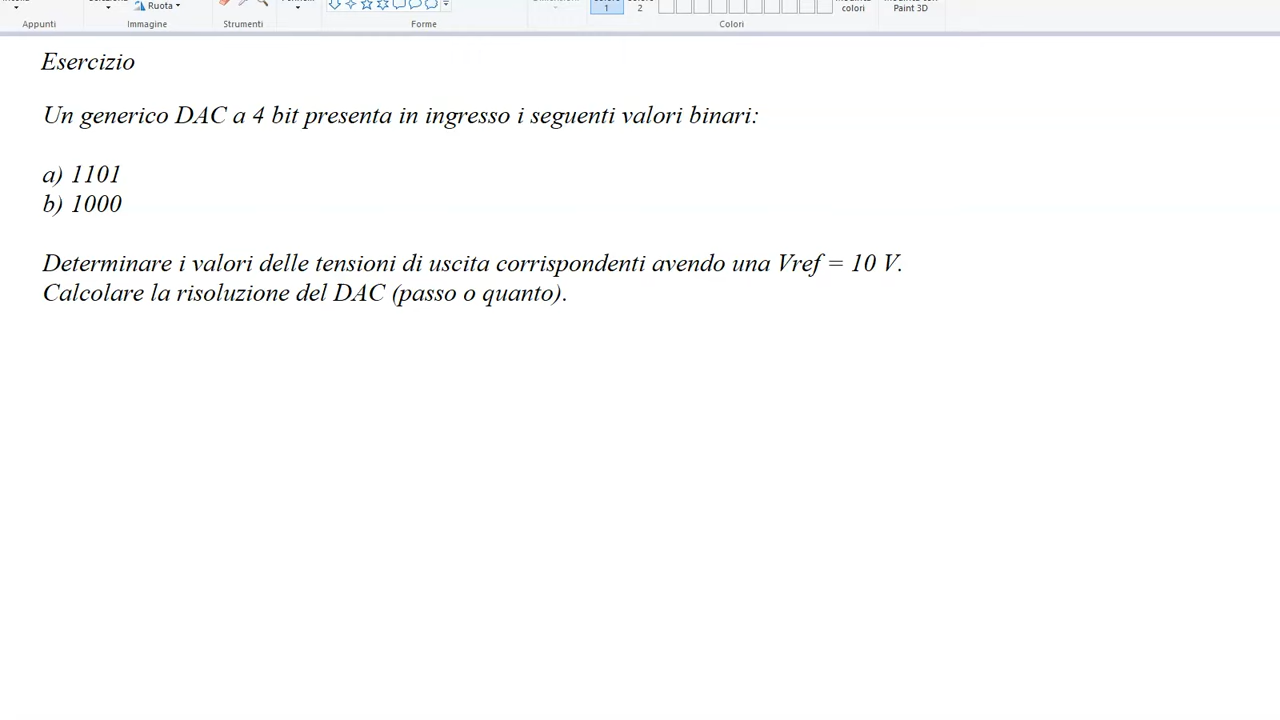 Ruota
Appunti
Immagine
Strumenti
Forme
1
2
colori
Paint 3D
Colori
Esercizio
Un generico DAC a 4 bit presenta in ingresso i seguenti valori binari:
a) 1101
b) 1000
Determinare i valori delle tensioni di uscita corrispondenti avendo una Vref = 10 V.
Calcolare la risoluzione del DAC (passo o quanto).